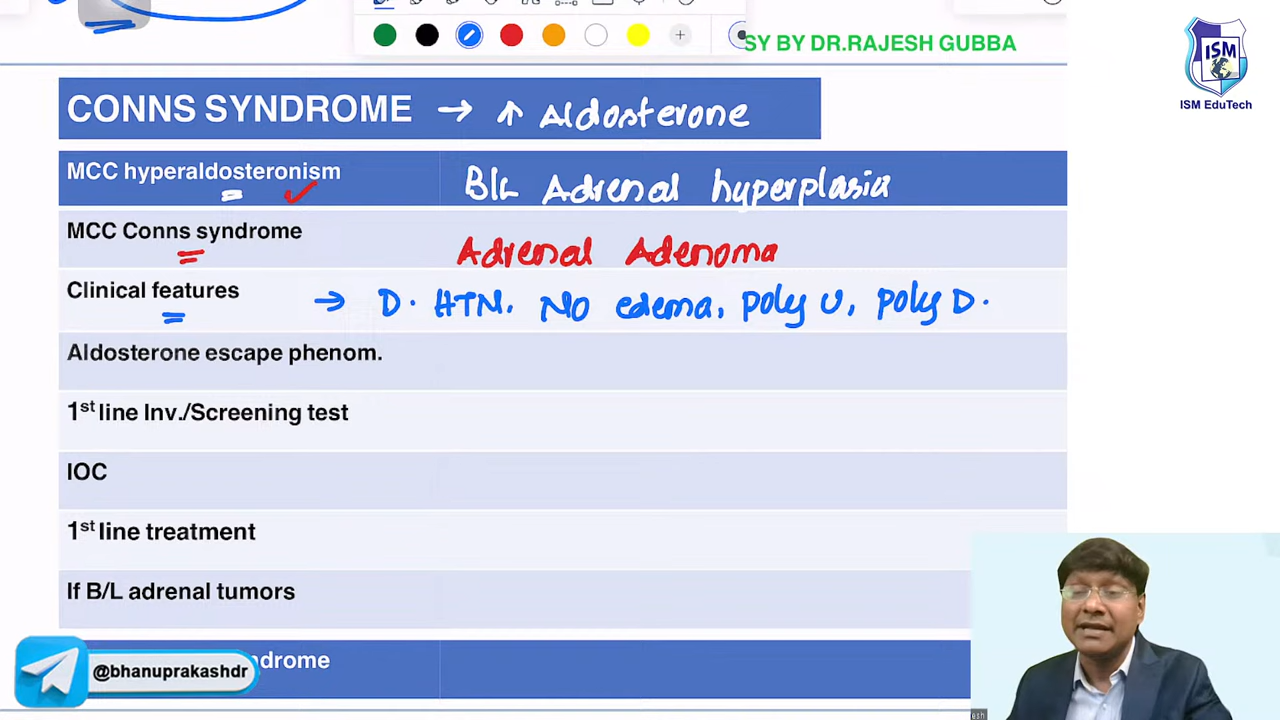 SY BY DR.RAJESH GUBBA
ISM
ISM EduTech
CONNS SYNDROME → ↑ Aldosterone
MCC hyperaldosteronism B/L Adrenal hyperplasia
MCC Conns syndrome Adrenal Adenoma
Clinical features → D. HTN, NO edema, Poly U, Poly D.
Aldosterone escape phenom.
1st line Inv./Screening test
IOC
1st line treatment
If B/L adrenal tumors
ndrome
@bhanuprakashdr